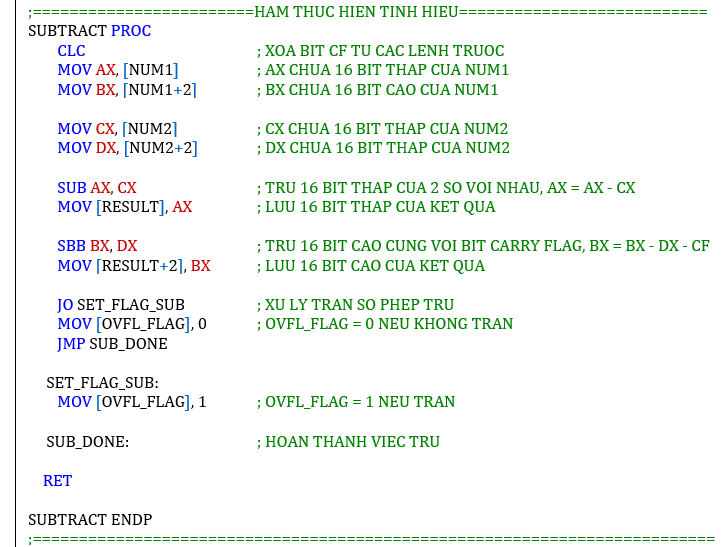 ;========================HAM THUC HIEN TINH HIEU===========================
SUBTRACT PROC
CLC ; XOA BIT CF TU CAC LENH TRUOC
MOV AX, [NUM1] ; AX CHUA 16 BIT THAP CUA NUM1
MOV BX, [NUM1+2] ; BX CHUA 16 BIT CAO CUA NUM1
MOV CX, [NUM2] ; CX CHUA 16 BIT THAP CUA NUM2
MOV DX, [NUM2+2] ; DX CHUA 16 BIT THAP CUA NUM2
SUB AX, CX ; TRU 16 BIT THAP CUA 2 SO VOI NHAU, AX = AX - CX
MOV [RESULT], AX ; LUU 16 BIT THAP CUA KET QUA
SBB BX, DX ; TRU 16 BIT CAO CUNG VOI BIT CARRY FLAG, BX = BX - DX - CF
MOV [RESULT+2], BX ; LUU 16 BIT CAO CUA KET QUA
JO SET_FLAG_SUB ; XU LY TRAN SO PHEP TRU
MOV [OVFL_FLAG], 0 ; OVFL_FLAG = 0 NEU KHONG TRAN
JMP SUB_DONE
SET_FLAG_SUB:
MOV [OVFL_FLAG], 1 ; OVFL_FLAG = 1 NEU TRAN
SUB_DONE: ; HOAN THANH VIEC TRU
RET
SUBTRACT ENDP
;==========================================================================